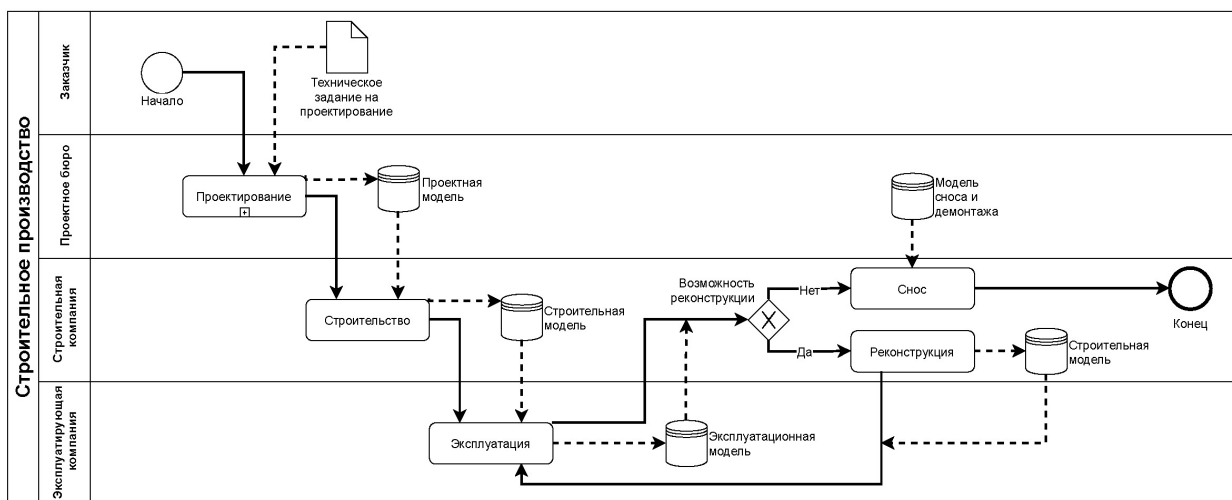 Строительное производство
Заказчик
Начало
Техническое
задание на
проектирование
Проектное бюро
Проектирование
Проектная
модель
Модель
сноса и
демонтажа
Строительная
компания
Строительство
Строительная
модель
Возможность
реконструкции
Нет
Снос
Конец
Да
Реконструкция
Строительная
модель
Эксплуатирующая
компания
Эксплуатация
Эксплуатационная
модель